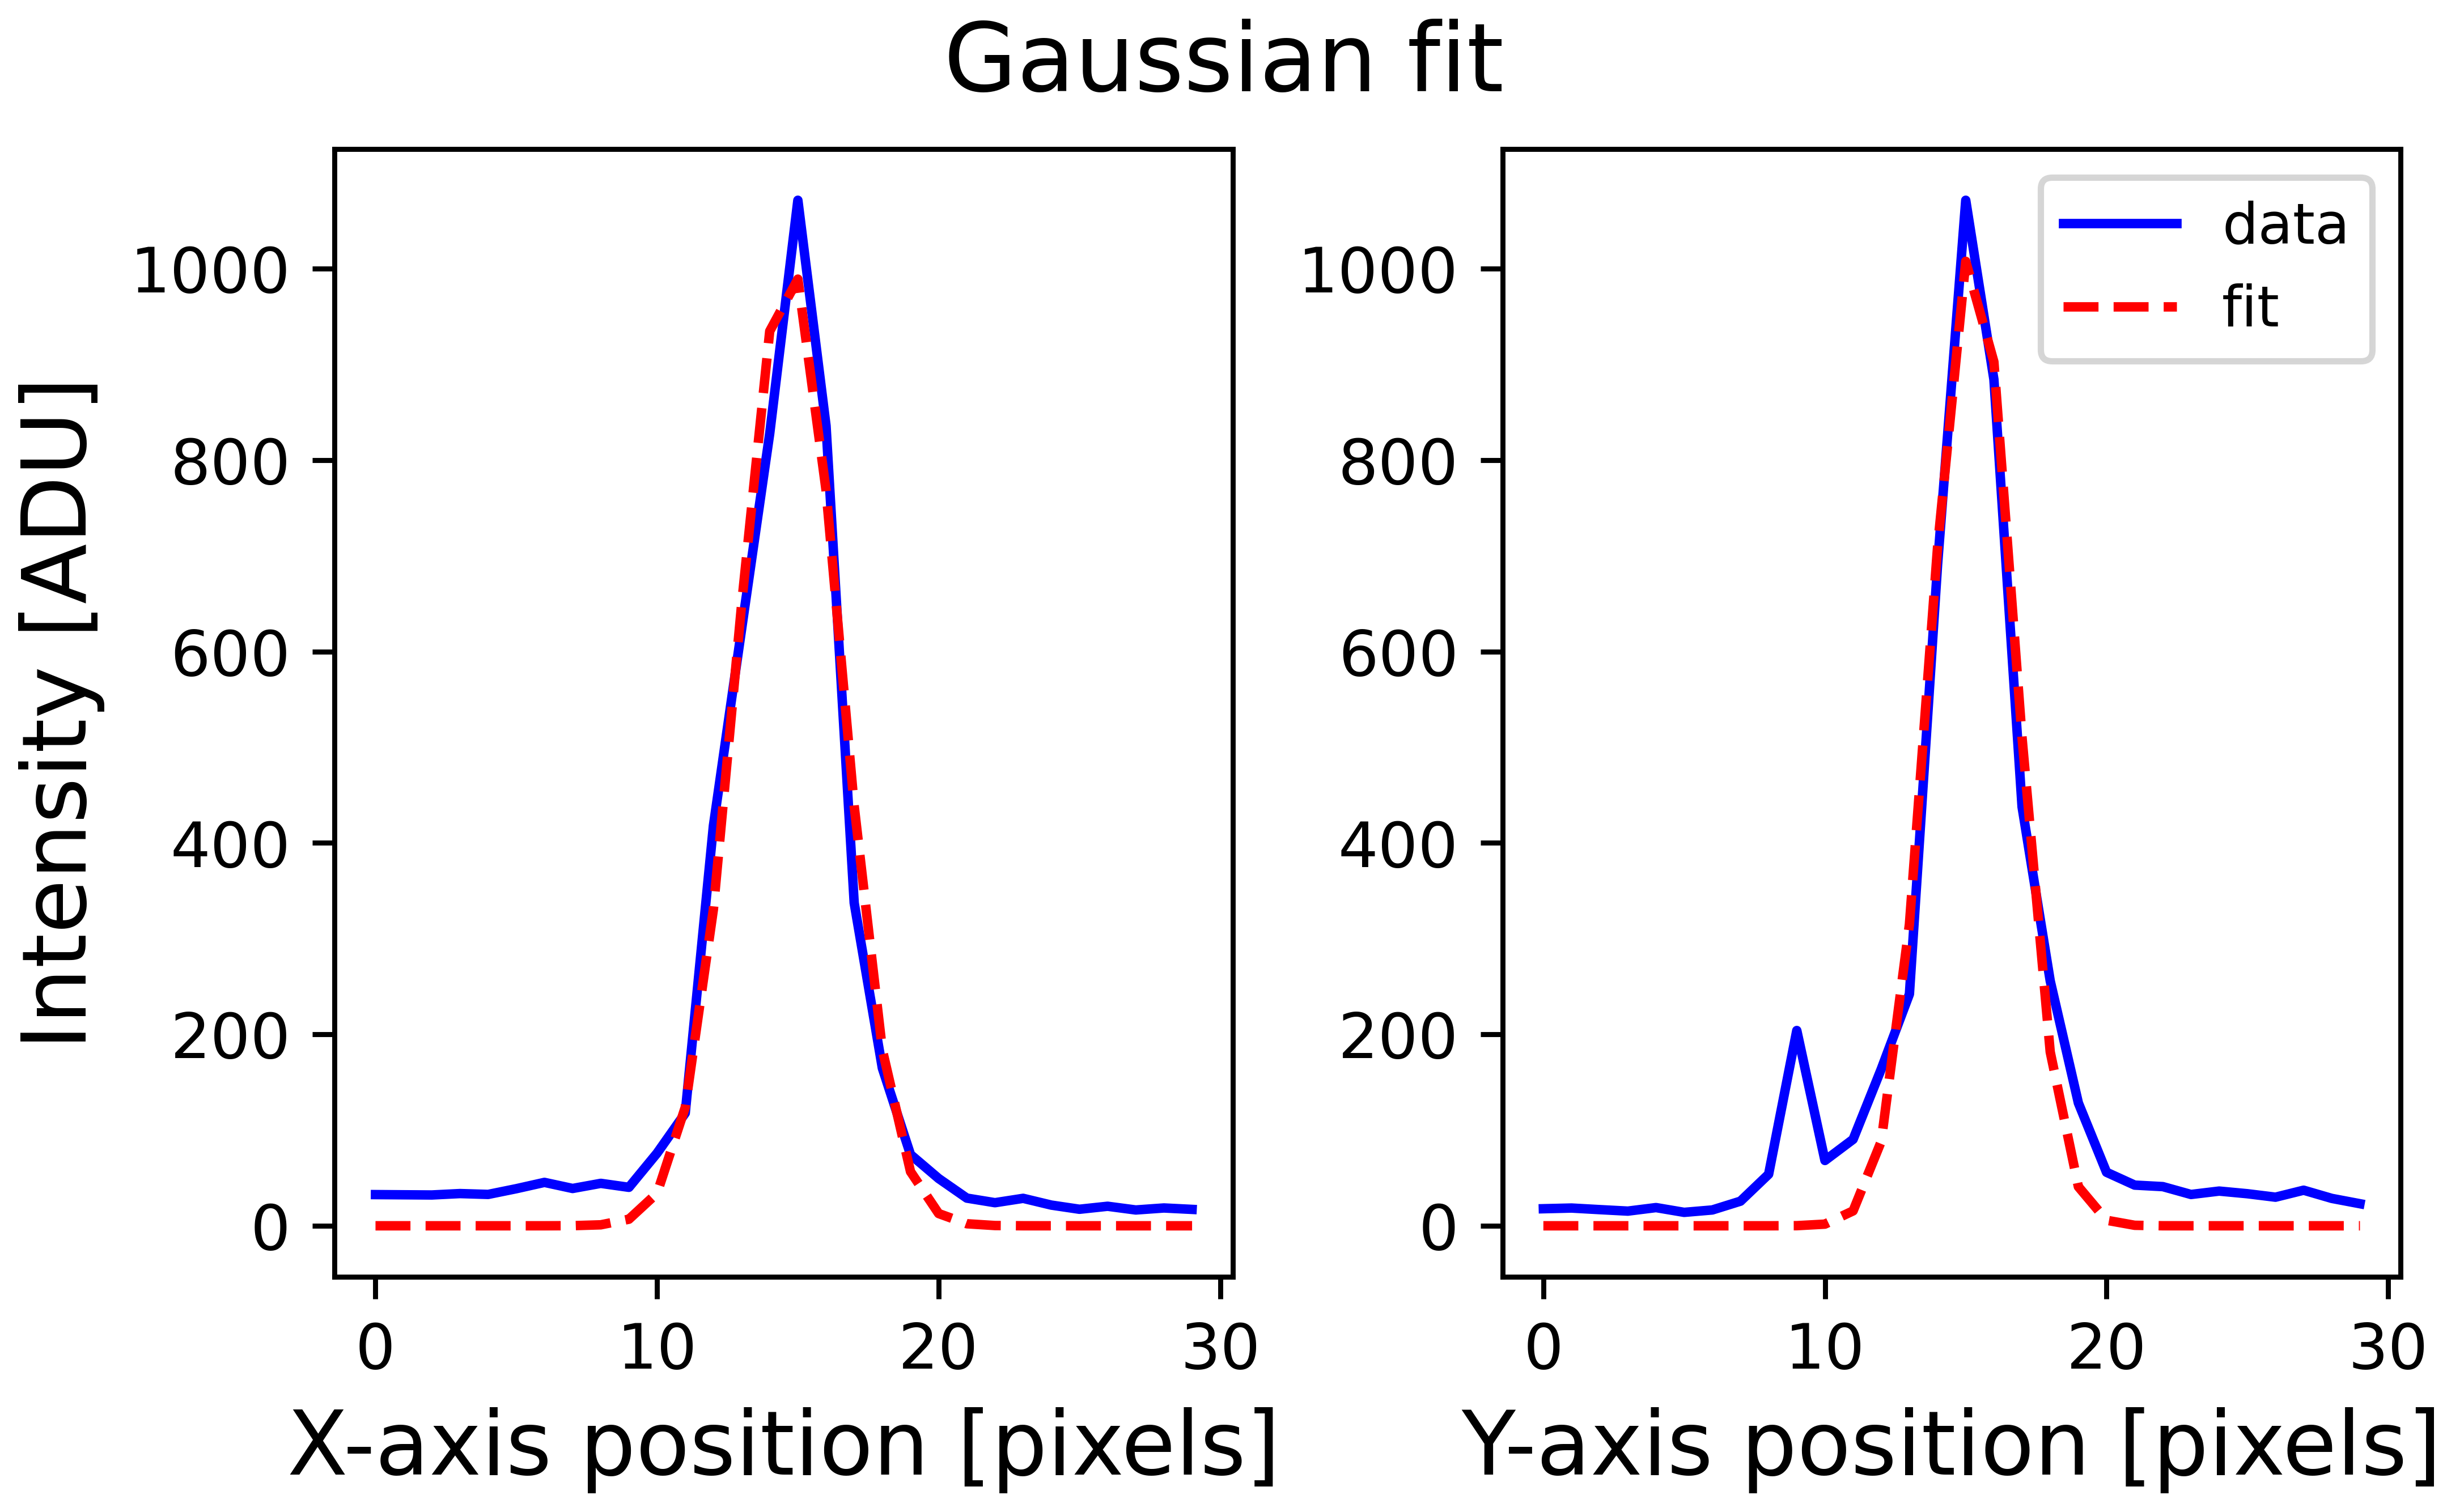 Gaussian fit
Intensity [ADU]
1000
800
600
400
200
0
0 10 20 30
X-axis position [pixels]
1000
800
600
400
200
0
0 10 20 30
Y-axis position [pixels]
data
fit